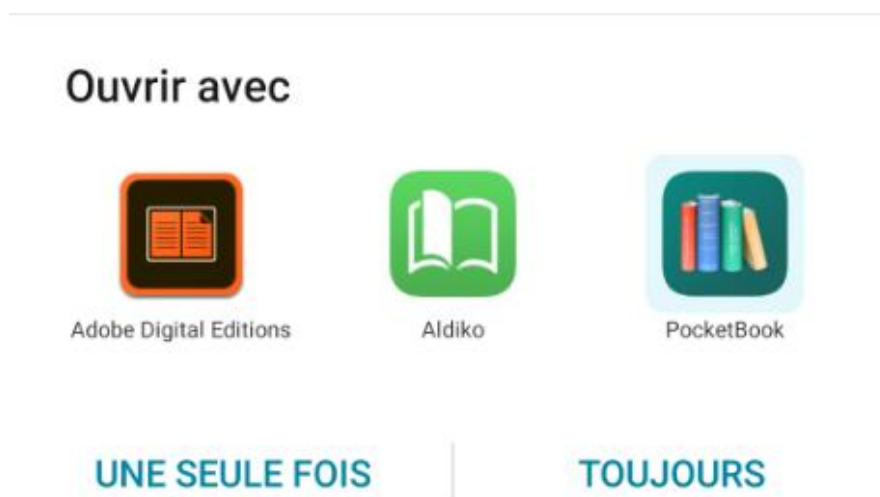 Ouvrir avec
Adobe Digital Editions Aldiko PocketBook
UNE SEULE FOIS TOUJOURS